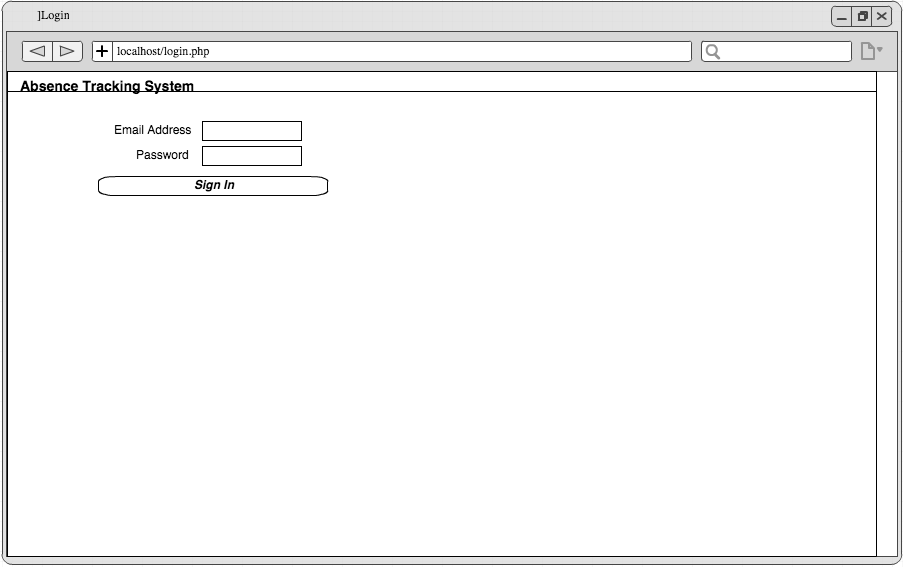 ]Login
localhost/login.php
Absence Tracking System
Email Address
Password
Sign In